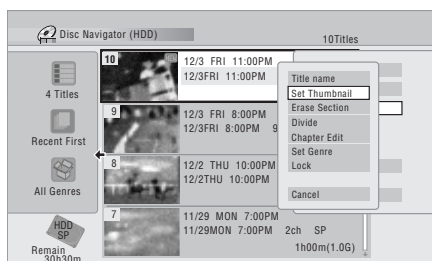 Disc Navigator (HDD)
10Titles
4 Titles
Recent First
All Genres
HDD
SP
Remain
30h30m
10
12/3 FRI 11:00PM
12/3FRI 11:00PM
9
12/3 FRI 8:00PM
12/3FRI 8:00PM 9
8
12/2 THU 10:00PM
12/2THU 10:00PM
7
11/29 MON 7:00PM
11/29MON 7:00PM 2ch SP
1h00m(1.0G)
Title name
Set Thumbnail
Erase Section
Divide
Chapter Edit
Set Genre
Lock
Cancel